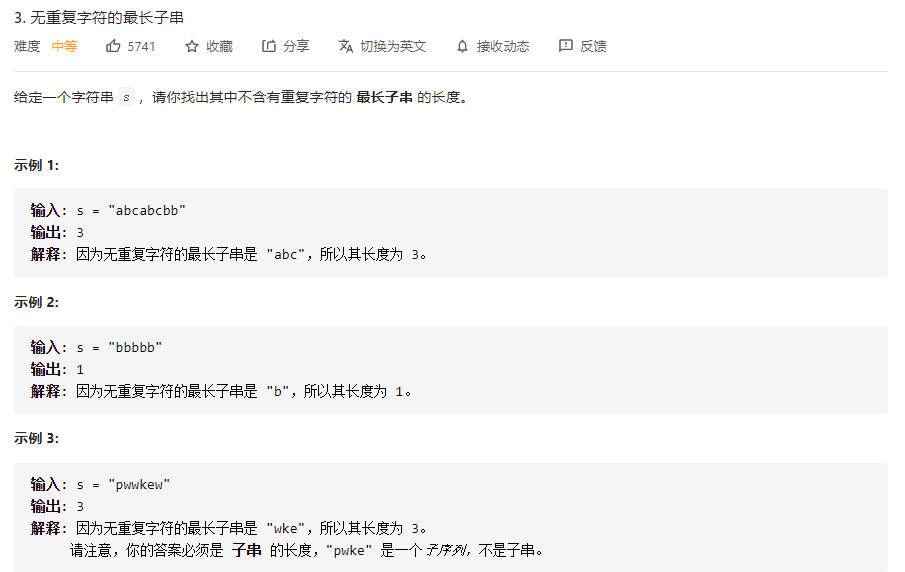 3. 无重复字符的最长子串
难度 中等 5741 收藏 分享 切换为英文 接收动态 反馈
给定一个字符串 s ，请你找出其中不含有重复字符的 最长子串 的长度。
示例 1:
输入: s = "abcabcbb"
输出: 3
解释: 因为无重复字符的最长子串是 "abc"，所以其长度为 3。
示例 2:
输入: s = "bbbbb"
输出: 1
解释: 因为无重复字符的最长子串是 "b"，所以其长度为 1。
示例 3:
输入: s = "pwwkew"
输出: 3
解释: 因为无重复字符的最长子串是 "wke"，所以其长度为 3。
请注意，你的答案必须是 子串 的长度，"pwke" 是一个子序列，不是子串。